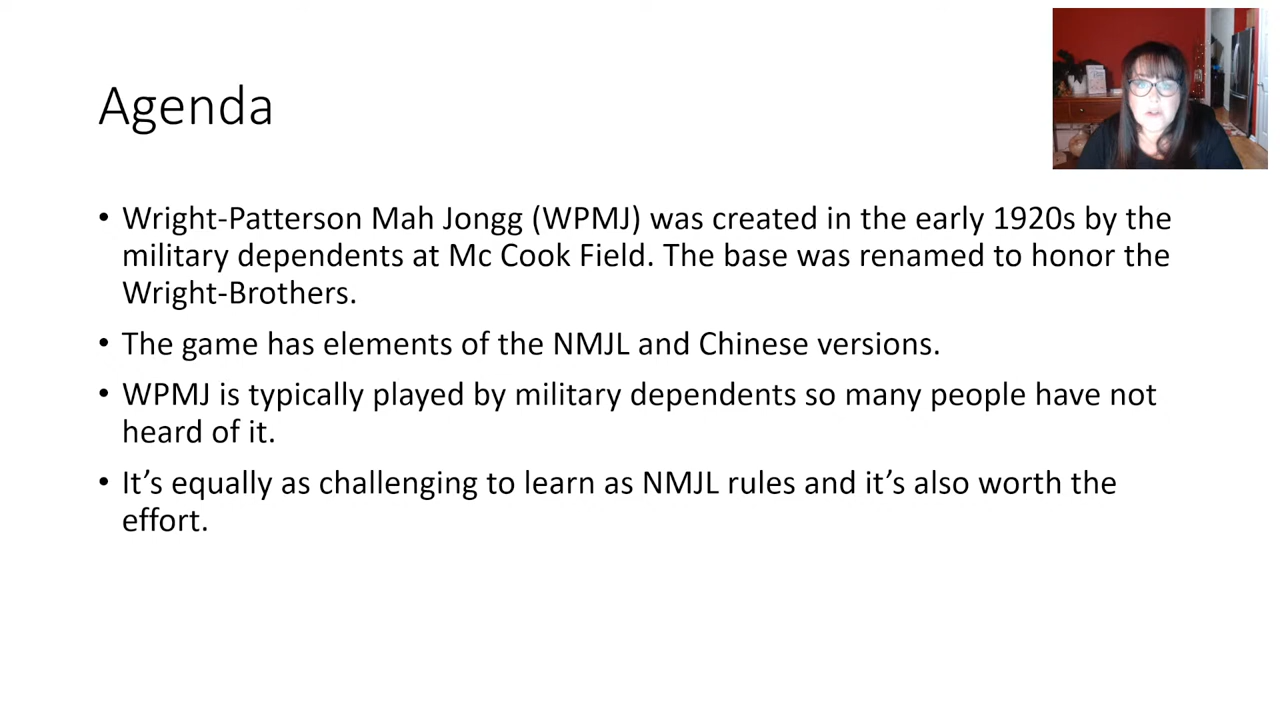 Agenda
• Wright-Patterson Mah Jongg (WPMJ) was created in the early 1920s by the
military dependents at Mc Cook Field. The base was renamed to honor the
Wright-Brothers.
• The game has elements of the NMJL and Chinese versions.
• WPMJ is typically played by military dependents so many people have not
heard of it.
• It’s equally as challenging to learn as NMJL rules and it’s also worth the
effort.